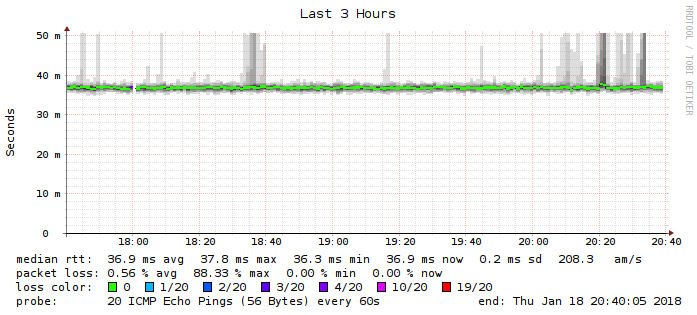 Last 3 Hours
RRDTOOL / TOBI OETIKER
Seconds
50 m
40 m
30 m
20 m
10 m
0
18:00 18:20 18:40 19:00 19:20 19:40 20:00 20:20 20:40
median rtt: 36.9 ms avg 37.8 ms max 36.3 ms min 36.9 ms now 0.2 ms sd 208.3 am/s
packet loss: 0.56 % avg 88.33 % max 0.00 % min 0.00 % now
loss color: 0 1/20 2/20 3/20 4/20 10/20 19/20
probe: 20 ICMP Echo Pings (56 Bytes) every 60s end: Thu Jan 18 20:40:05 2018